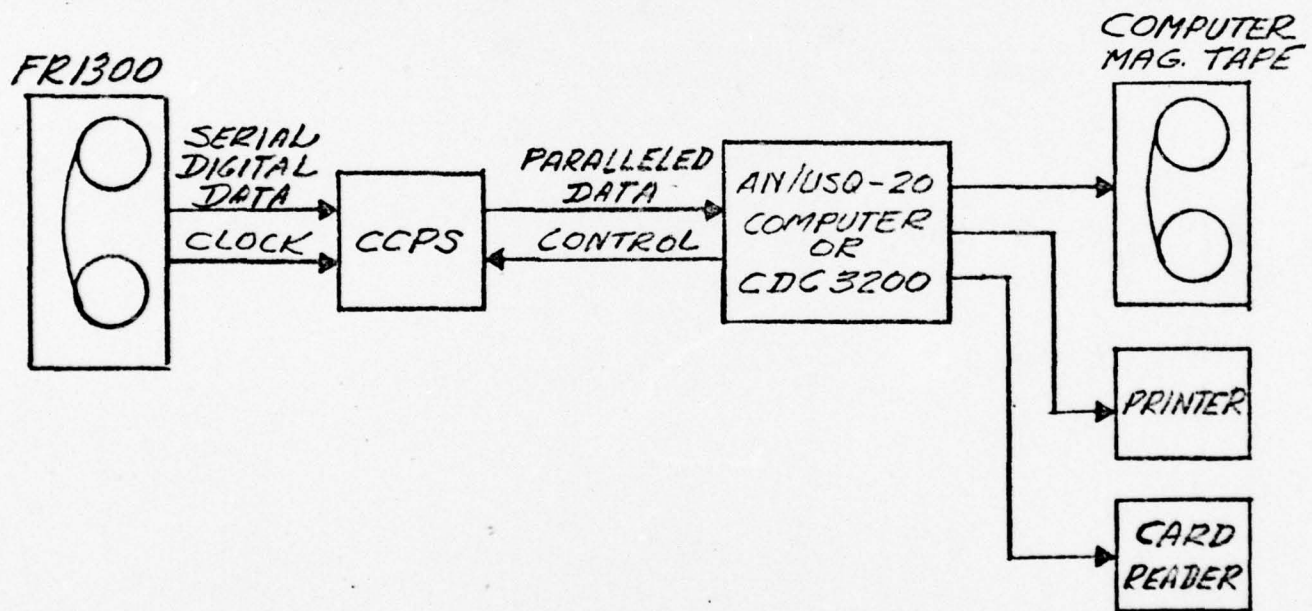 FR1300
SERIAL
DIGITAL
DATA
CLOCK
CCPS
PARALLELED
DATA
CONTROL
AN/USQ-20
COMPUTER
OR
CDC 3200
COMPUTER
MAG. TAPE
PRINTER
CARD
READER